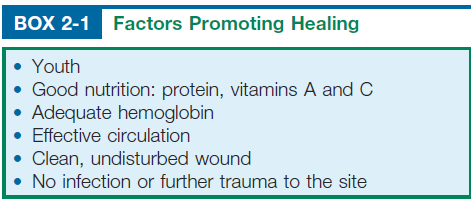 BOX 2-1 Factors Promoting Healing
• Youth
• Good nutrition: protein, vitamins A and C
• Adequate hemoglobin
• Effective circulation
• Clean, undisturbed wound
• No infection or further trauma to the site